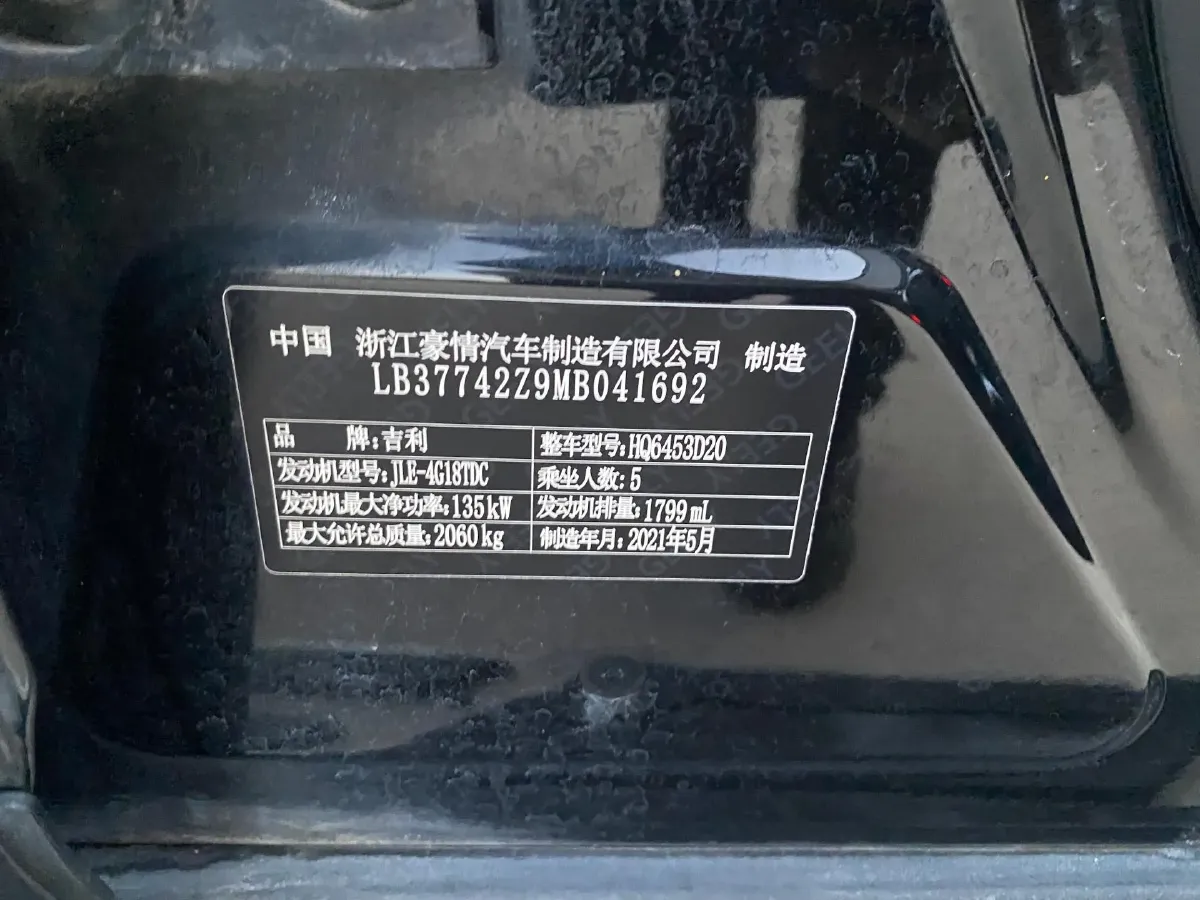 中国 浙江豪情汽车制造有限公司 制造
LB37742Z9MB041692
品 牌:吉利 整车型号:HQ6453D20
发动机型号:JLE-4G18TDC 乘坐人数:5
发动机最大净功率:135kW 发动机排量:1799mL
最大允许总质量:2060kg 制造年月:2021年5月